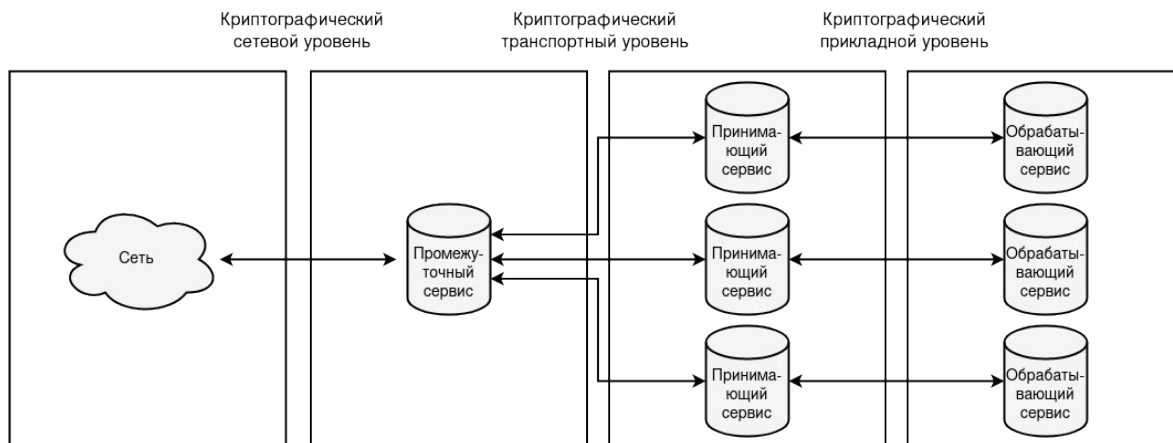 Криптографический
сетевой уровень
Криптографический
транспортный уровень
Криптографический
прикладной уровень
Принима-
ющий
сервис
Обрабаты-
вающий
сервис
Сеть
Промежу-
точный
сервис
Принима-
ющий
сервис
Обрабаты-
вающий
сервис
Принима-
ющий
сервис
Обрабаты-
вающий
сервис